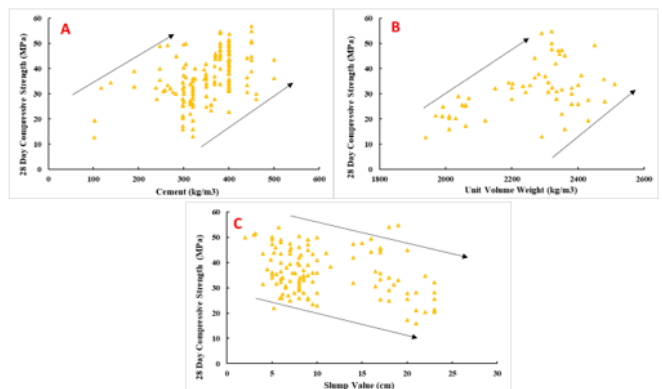 A
28 Day Compressive Strength (MPa)
60
50
40
30
20
10
0
0 100 200 300 400 500 600
Cement (kg/m3)
B
28 Day Compressive Strength (MPa)
60
50
40
30
20
10
0
1800 2000 2200 2400 2600
Unit Volume Weight (kg/m3)
C
28 Day Compressive Strength (MPa)
60
50
40
30
20
10
0
0 5 10 15 20 25 30
Slump Value (cm)